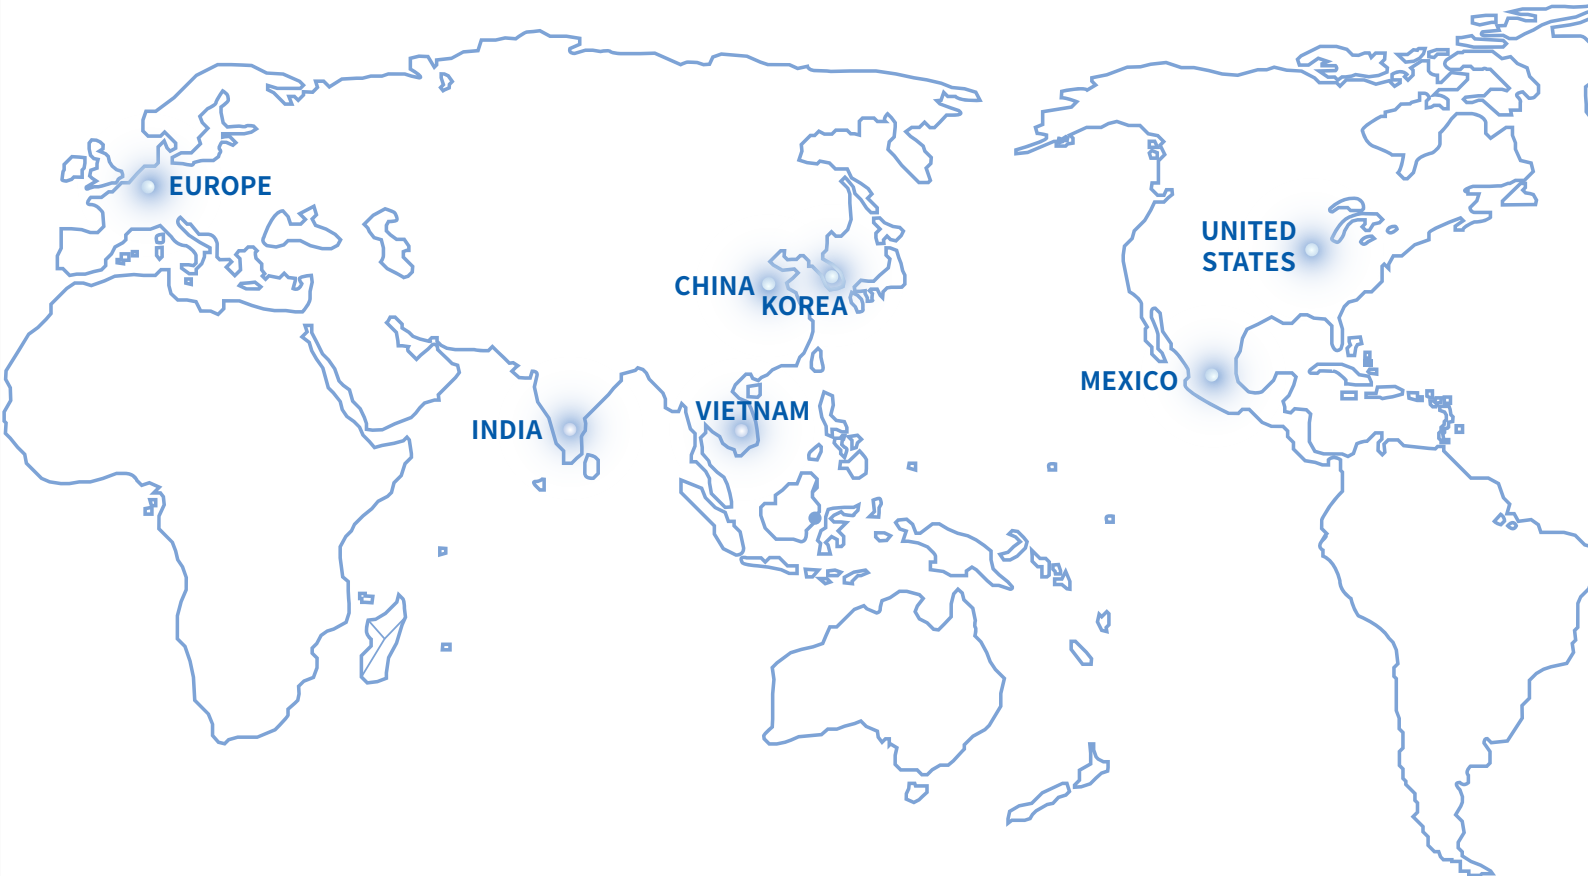 EUROPE
UNITED
STATES
CHINA
KOREA
MEXICO
VIETNAM
INDIA